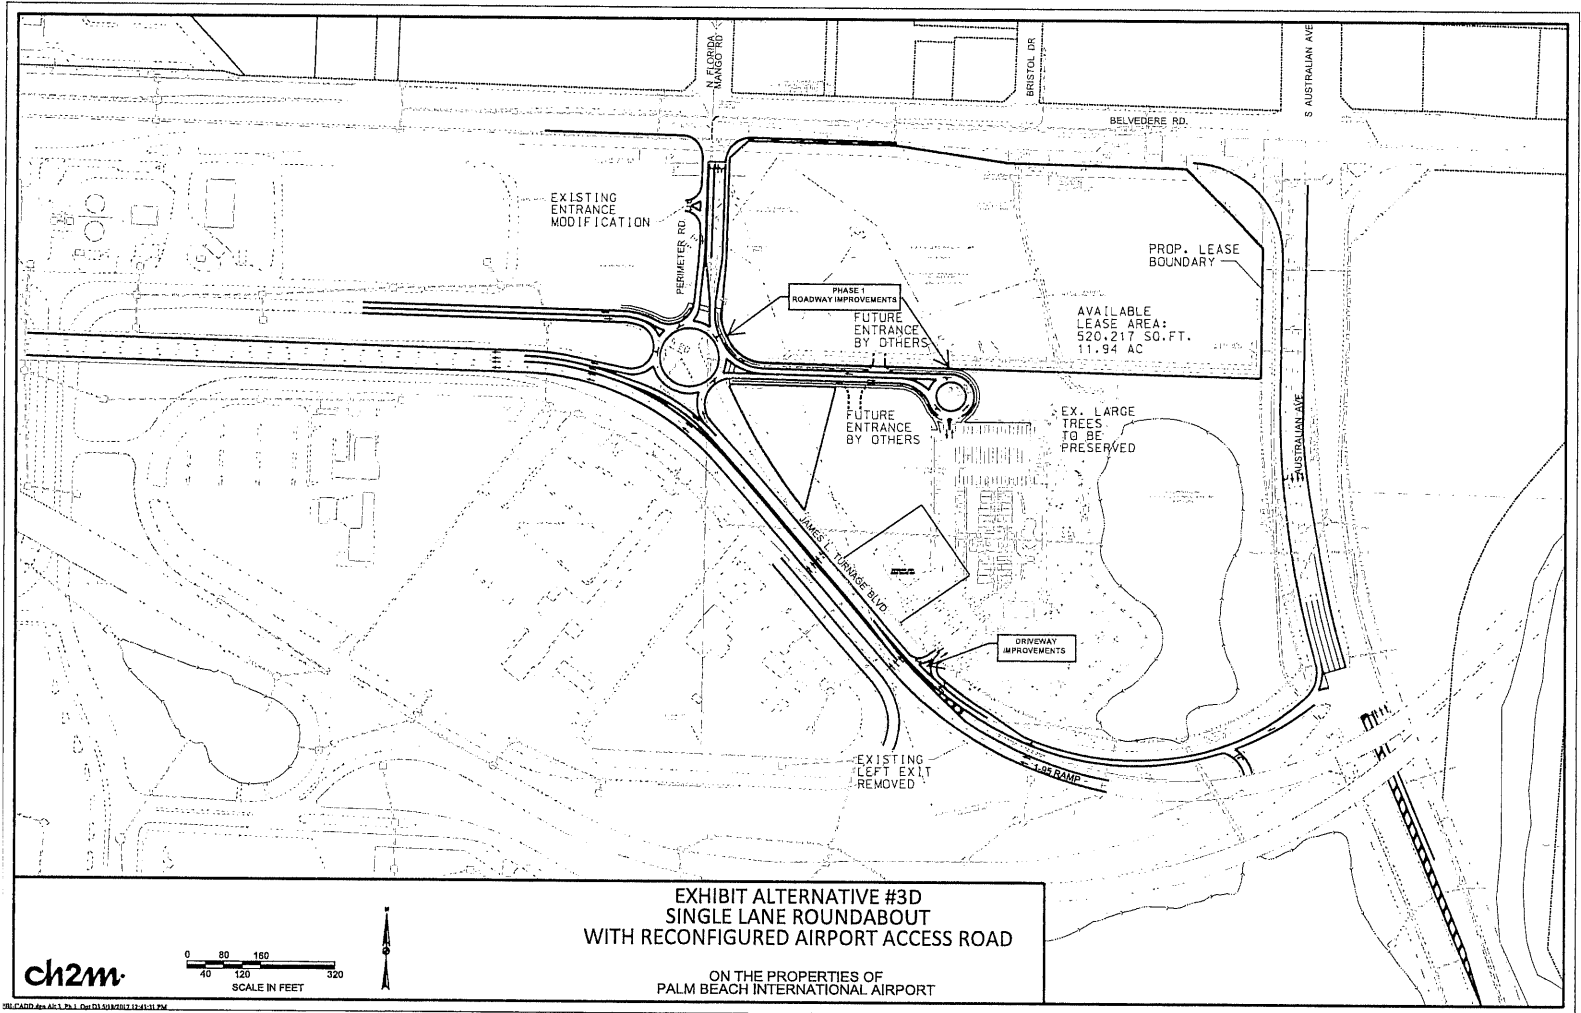 N FLORIDA
MANGO RD
BRISTOL DR
S AUSTRALIAN AVE
BELVEDERE RD.
EXISTING
ENTRANCE
MODIFICATION
PERIMETER RD.
PROP. LEASE
BOUNDARY
PHASE 1
ROADWAY IMPROVEMENTS
FUTURE
ENTRANCE
BY OTHERS
AVAILABLE
LEASE AREA:
520,217 SQ.FT.
11.94 AC
FUTURE
ENTRANCE
BY OTHERS
EX. LARGE
TREES
TO BE
PRESERVED
AUSTRALIAN AVE.
JAMES L. TURNAGE BLVD.
DRIVEWAY
IMPROVEMENTS
EXISTING
LEFT EXIT
REMOVED
I-95 RAMP
EXHIBIT ALTERNATIVE #3D
SINGLE LANE ROUNDABOUT
WITH RECONFIGURED AIRPORT ACCESS ROAD
ON THE PROPERTIES OF
PALM BEACH INTERNATIONAL AIRPORT
ch2m.
0 80 160
40 120 320
SCALE IN FEET
N